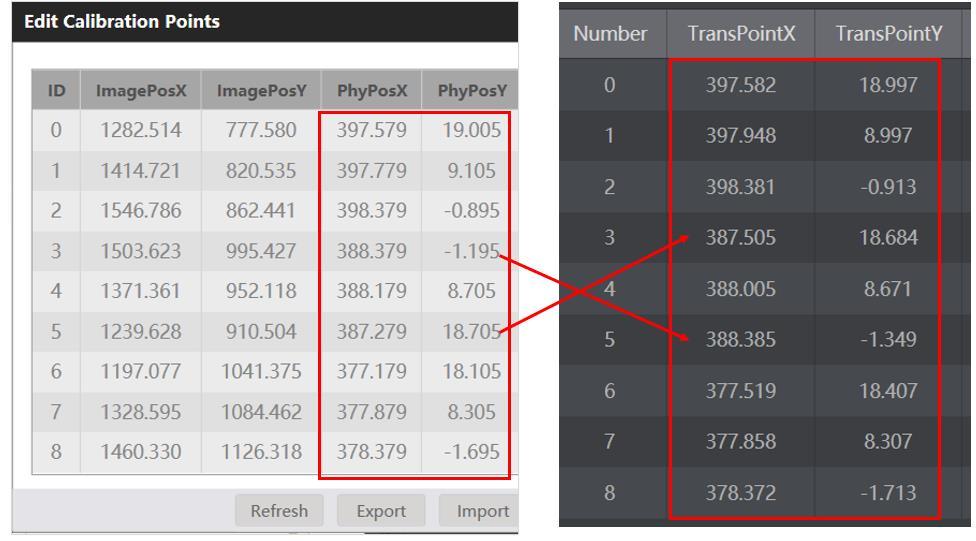 Edit Calibration Points
ID ImagePosX ImagePosY PhyPosX PhyPosY
0 1282.514 777.580 397.579 19.005
1 1414.721 820.535 397.779 9.105
2 1546.786 862.441 398.379 -0.895
3 1503.623 995.427 388.379 -1.195
4 1371.361 952.118 388.179 8.705
5 1239.628 910.504 387.279 18.705
6 1197.077 1041.375 377.179 18.105
7 1328.595 1084.462 377.879 8.305
8 1460.330 1126.318 378.379 -1.695
Refresh Export Import
Number TransPointX TransPointY
0 397.582 18.997
1 397.948 8.997
2 398.381 -0.913
3 387.505 18.684
4 388.005 8.671
5 388.385 -1.349
6 377.519 18.407
7 377.858 8.307
8 378.372 -1.713